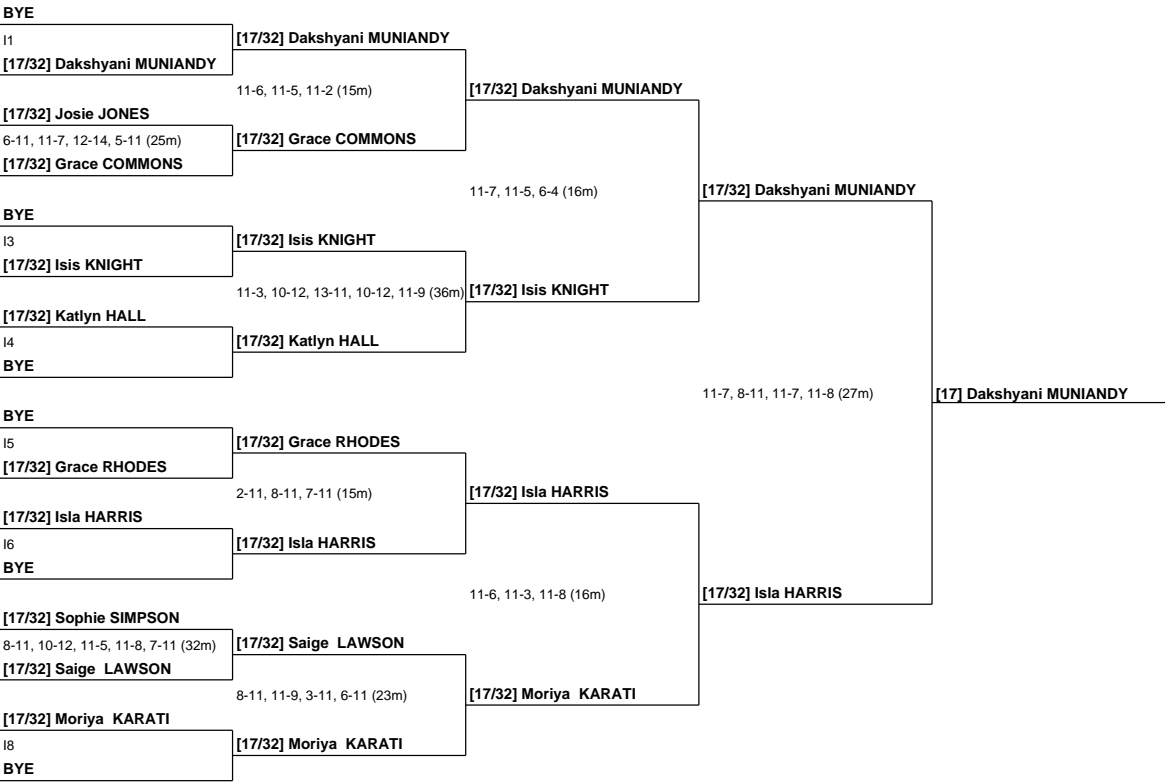 BYE
I1
[17/32] Dakshyani MUNIANDY
[17/32] Josie JONES
6-11, 11-7, 12-14, 5-11 (25m)
[17/32] Grace COMMONS
BYE
I3
[17/32] Isis KNIGHT
[17/32] Katlyn HALL
I4
BYE
BYE
I5
[17/32] Grace RHODES
[17/32] Isla HARRIS
I6
BYE
[17/32] Sophie SIMPSON
8-11, 10-12, 11-5, 11-8, 7-11 (32m)
[17/32] Saige LAWSON
[17/32] Moriya KARATI
I8
BYE
[17/32] Dakshyani MUNIANDY
11-6, 11-5, 11-2 (15m)
[17/32] Grace COMMONS
[17/32] Isis KNIGHT
11-3, 10-12, 13-11, 10-12, 11-9 (36m)
[17/32] Katlyn HALL
[17/32] Grace RHODES
2-11, 8-11, 7-11 (15m)
[17/32] Isla HARRIS
[17/32] Saige LAWSON
8-11, 11-9, 3-11, 6-11 (23m)
[17/32] Moriya KARATI
[17/32] Dakshyani MUNIANDY
11-7, 11-5, 6-4 (16m)
[17/32] Isis KNIGHT
[17/32] Isla HARRIS
11-6, 11-3, 11-8 (16m)
[17/32] Moriya KARATI
[17/32] Dakshyani MUNIANDY
11-7, 8-11, 11-7, 11-8 (27m)
[17/32] Isla HARRIS
[17] Dakshyani MUNIANDY